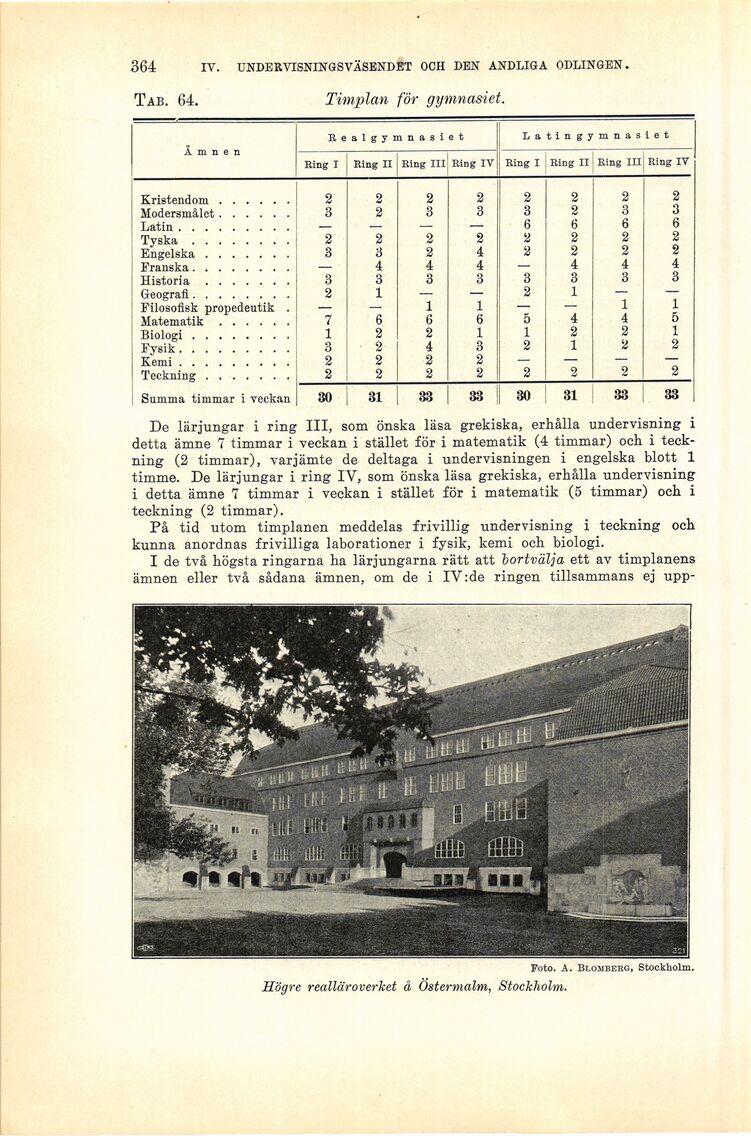 364 IV. UNDERVISNINGSVÄSENDET OCH DEN ANDLIGA ODLINGEN.
TAB. 64. Timplan för gymnasiet.
Ämnen Realgymnasiet Latingymnasiet
Ring I Ring II Ring III Ring IV Ring I Ring II Ring III Ring IV
Kristendom . . . . . . 2 2 2 2 2 2 2 2
Modersmålet . . . . . . 3 2 3 3 3 2 3 3
Latin . . . . . . . . . — — — — 6 6 6 6
Tyska . . . . . . . . 2 2 2 2 2 2 2 2
Engelska . . . . . . . 3 3 2 4 2 2 2 2
Franska . . . . . . . . — 4 4 4 — 4 4 4
Historia . . . . . . . 3 3 3 3 3 3 3 3
Geografi . . . . . . . . 2 1 — — 2 1 — —
Filosofisk propedeutik . — — 1 1 — — 1 1
Matematik . . . . . . 7 6 6 6 5 4 4 5
Biologi . . . . . . . . 1 2 2 1 1 2 2 1
Fysik . . . . . . . . . 3 2 4 3 2 1 2 2
Kemi . . . . . . . . . 2 2 2 2 — — — —
Teckning . . . . . . . 2 2 2 2 2 2 2 2
Summa timmar i veckan 30 31 33 33 30 31 33 33
De lärjungar i ring III, som önska läsa grekiska, erhålla undervisning i
detta ämne 7 timmar i veckan i stället för i matematik (4 timmar) och i teck-
ning (2 timmar), varjämte de deltaga i undervisningen i engelska blott 1
timme. De lärjungar i ring IV, som önska läsa grekiska, erhålla undervisning
i detta ämne 7 timmar i veckan i stället för i matematik (5 timmar) och i
teckning (2 timmar).
På tid utom timplanen meddelas frivillig undervisning i teckning och
kunna anordnas frivilliga laborationer i fysik, kemi och biologi.
I de två högsta ringarna ha lärjungarna rätt att bortvälja ett av timplanens
ämnen eller två sådana ämnen, om de i IV:de ringen tillsammans ej upp-
321
Foto. A. BLOMBERG, Stockholm.
Högre realläroverket å Östermalm, Stockholm.